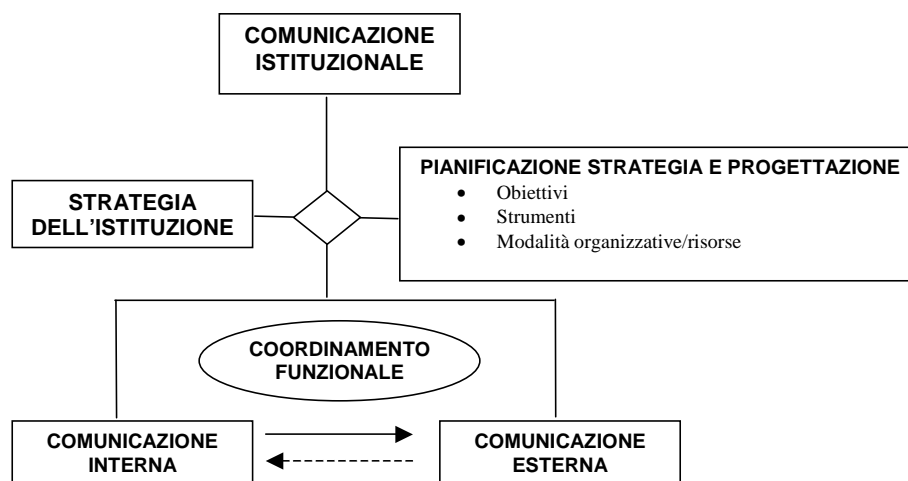 COMUNICAZIONE
ISTITUZIONALE
PIANIFICAZIONE STRATEGIA E PROGETTAZIONE
• Obiettivi
• Strumenti
• Modalità organizzative/risorse
STRATEGIA
DELL'ISTITUZIONE
COORDINAMENTO
FUNZIONALE
COMUNICAZIONE
INTERNA
COMUNICAZIONE
ESTERNA